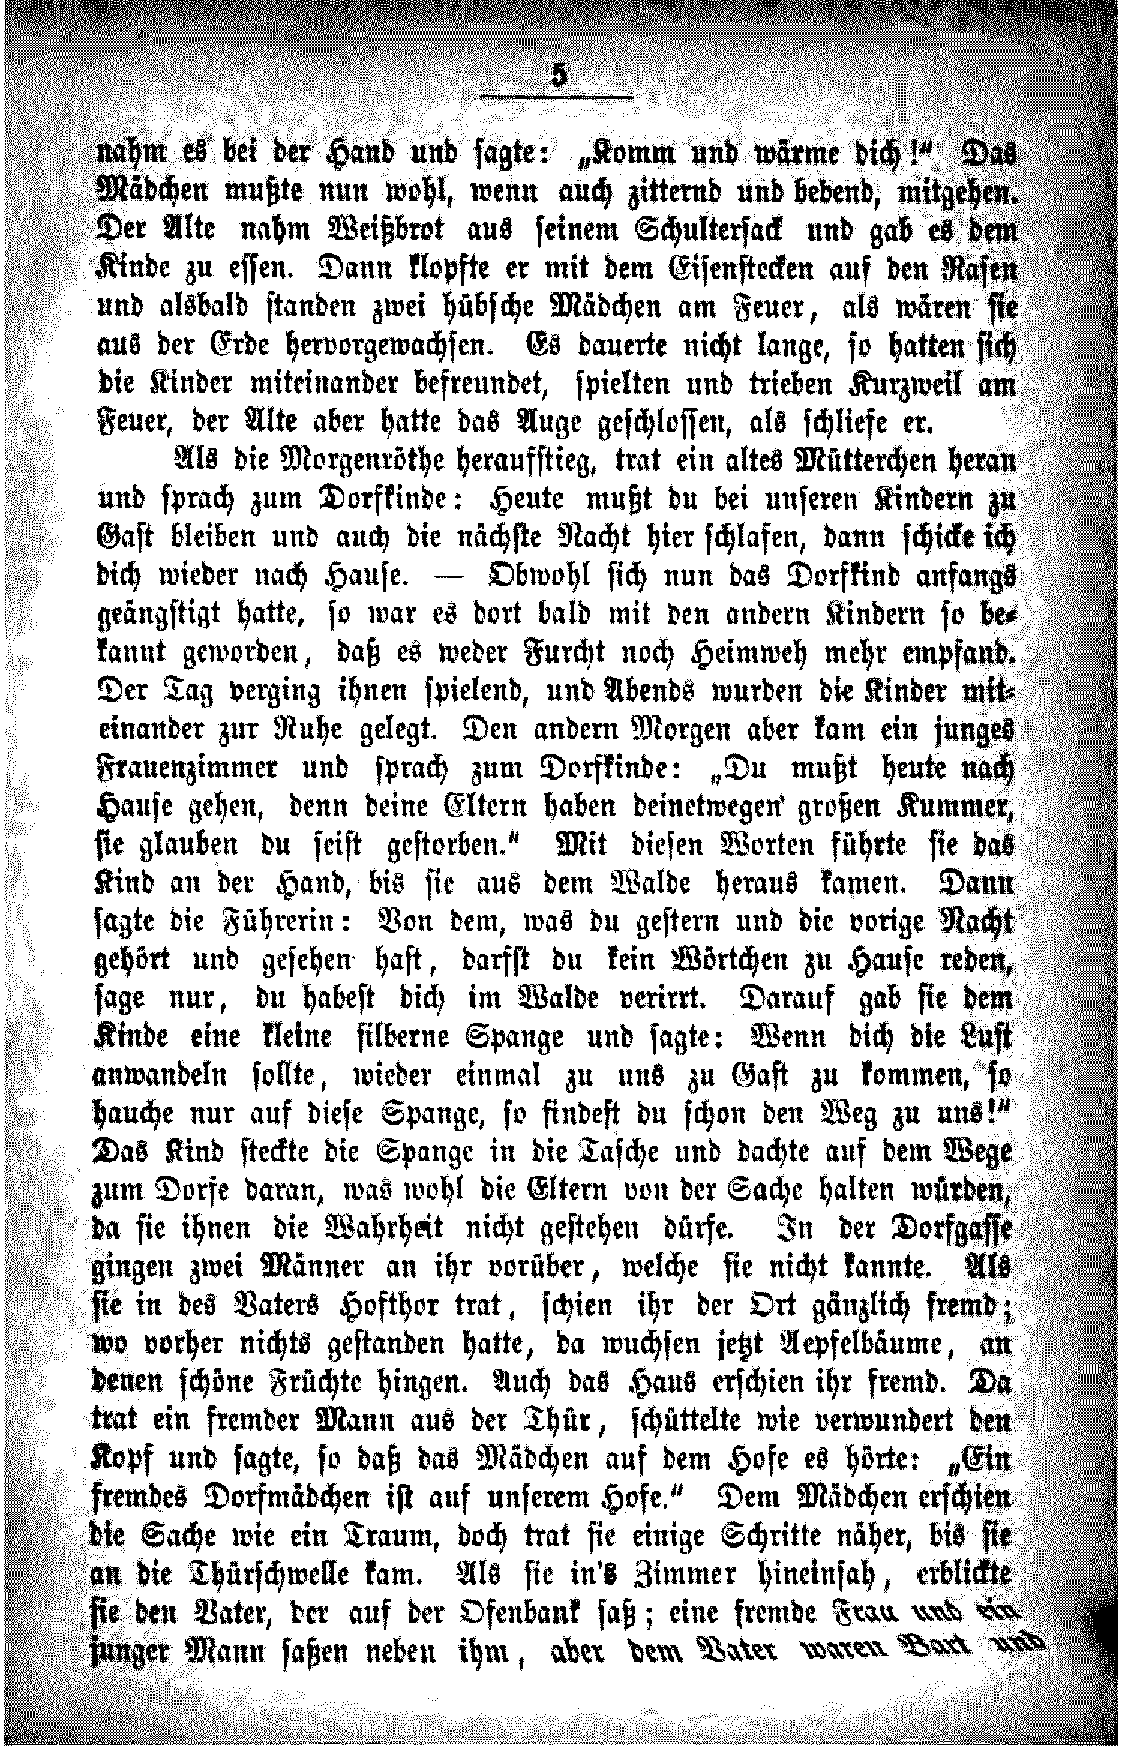 5
nahm es bei der Hand und sagte: „Komm und wärme dich!“ Das
Mädchen mußte nun wohl, wenn auch zitternd und bebend, mitgehen.
Der Alte nahm Weißbrot aus seinem Schultersack und gab es dem
Kinde zu essen. Dann klopfte er mit dem Eisenstecken auf den Rasen
und alsbald standen zwei hübsche Mädchen am Feuer, als wären sie
aus der Erde hervorgewachsen. Es dauerte nicht lange, so hatten sich
die Kinder miteinander befreundet, spielten und trieben Kurzweil am
Feuer, der Alte aber hatte das Auge geschlossen, als schliefe er.
Als die Morgenröthe heraufstieg, trat ein altes Mütterchen heran
und sprach zum Dorfkinde: Heute mußt du bei unseren Kindern zu
Gast bleiben und auch die nächste Nacht hier schlafen, dann schicke ich
dich wieder nach Hause. — Obwohl sich nun das Dorfkind anfangs
geängstigt hatte, so war es dort bald mit den andern Kindern so be-
kannt geworden, daß es weder Furcht noch Heimweh mehr empfand.
Der Tag verging ihnen spielend, und Abends wurden die Kinder mit-
einander zur Ruhe gelegt. Den andern Morgen aber kam ein junges
Frauenzimmer und sprach zum Dorfkinde: „Du mußt heute nach
Hause gehen, denn deine Eltern haben deinetwegen großen Kummer,
sie glauben du seist gestorben.“ Mit diesen Worten führte sie das
Kind an der Hand, bis sie aus dem Walde heraus kamen. Dann
sagte die Führerin: Von dem, was du gestern und die vorige Nacht
gehört und gesehen hast, darfst du kein Wörtchen zu Hause reden,
sage nur, du habest dich im Walde verirrt. Darauf gab sie dem
Kinde eine kleine silberne Spange und sagte: Wenn dich die Lust
anwandeln sollte, wieder einmal zu uns zu Gast zu kommen, so
hauche nur auf diese Spange, so findest du schon den Weg zu uns!“
Das Kind steckte die Spange in die Tasche und dachte auf dem Wege
zum Dorfe daran, was wohl die Eltern von der Sache halten würden,
da sie ihnen die Wahrheit nicht gestehen dürfe. In der Dorfgasse
gingen zwei Männer an ihr vorüber, welche sie nicht kannte. Als
sie in des Vaters Hofthor trat, schien ihr der Ort gänzlich fremd;
wo vorher nichts gestanden hatte, da wuchsen jetzt Aepfelbäume, an
denen schöne Früchte hingen. Auch das Haus erschien ihr fremd. Da
trat ein fremder Mann aus der Thür, schüttelte wie verwundert den
Kopf und sagte, so daß das Mädchen auf dem Hofe es hörte: „Ein
fremdes Dorfmädchen ist auf unserem Hofe.“ Dem Mädchen erschien
die Sache wie ein Traum, doch trat sie einige Schritte näher, bis sie
an die Thürschwelle kam. Als sie in's Zimmer hineinsah, erblickte
sie den Vater, der auf der Ofenbank saß; eine fremde Frau und ein
junger Mann saßen neben ihm, aber dem Vater waren Bart und